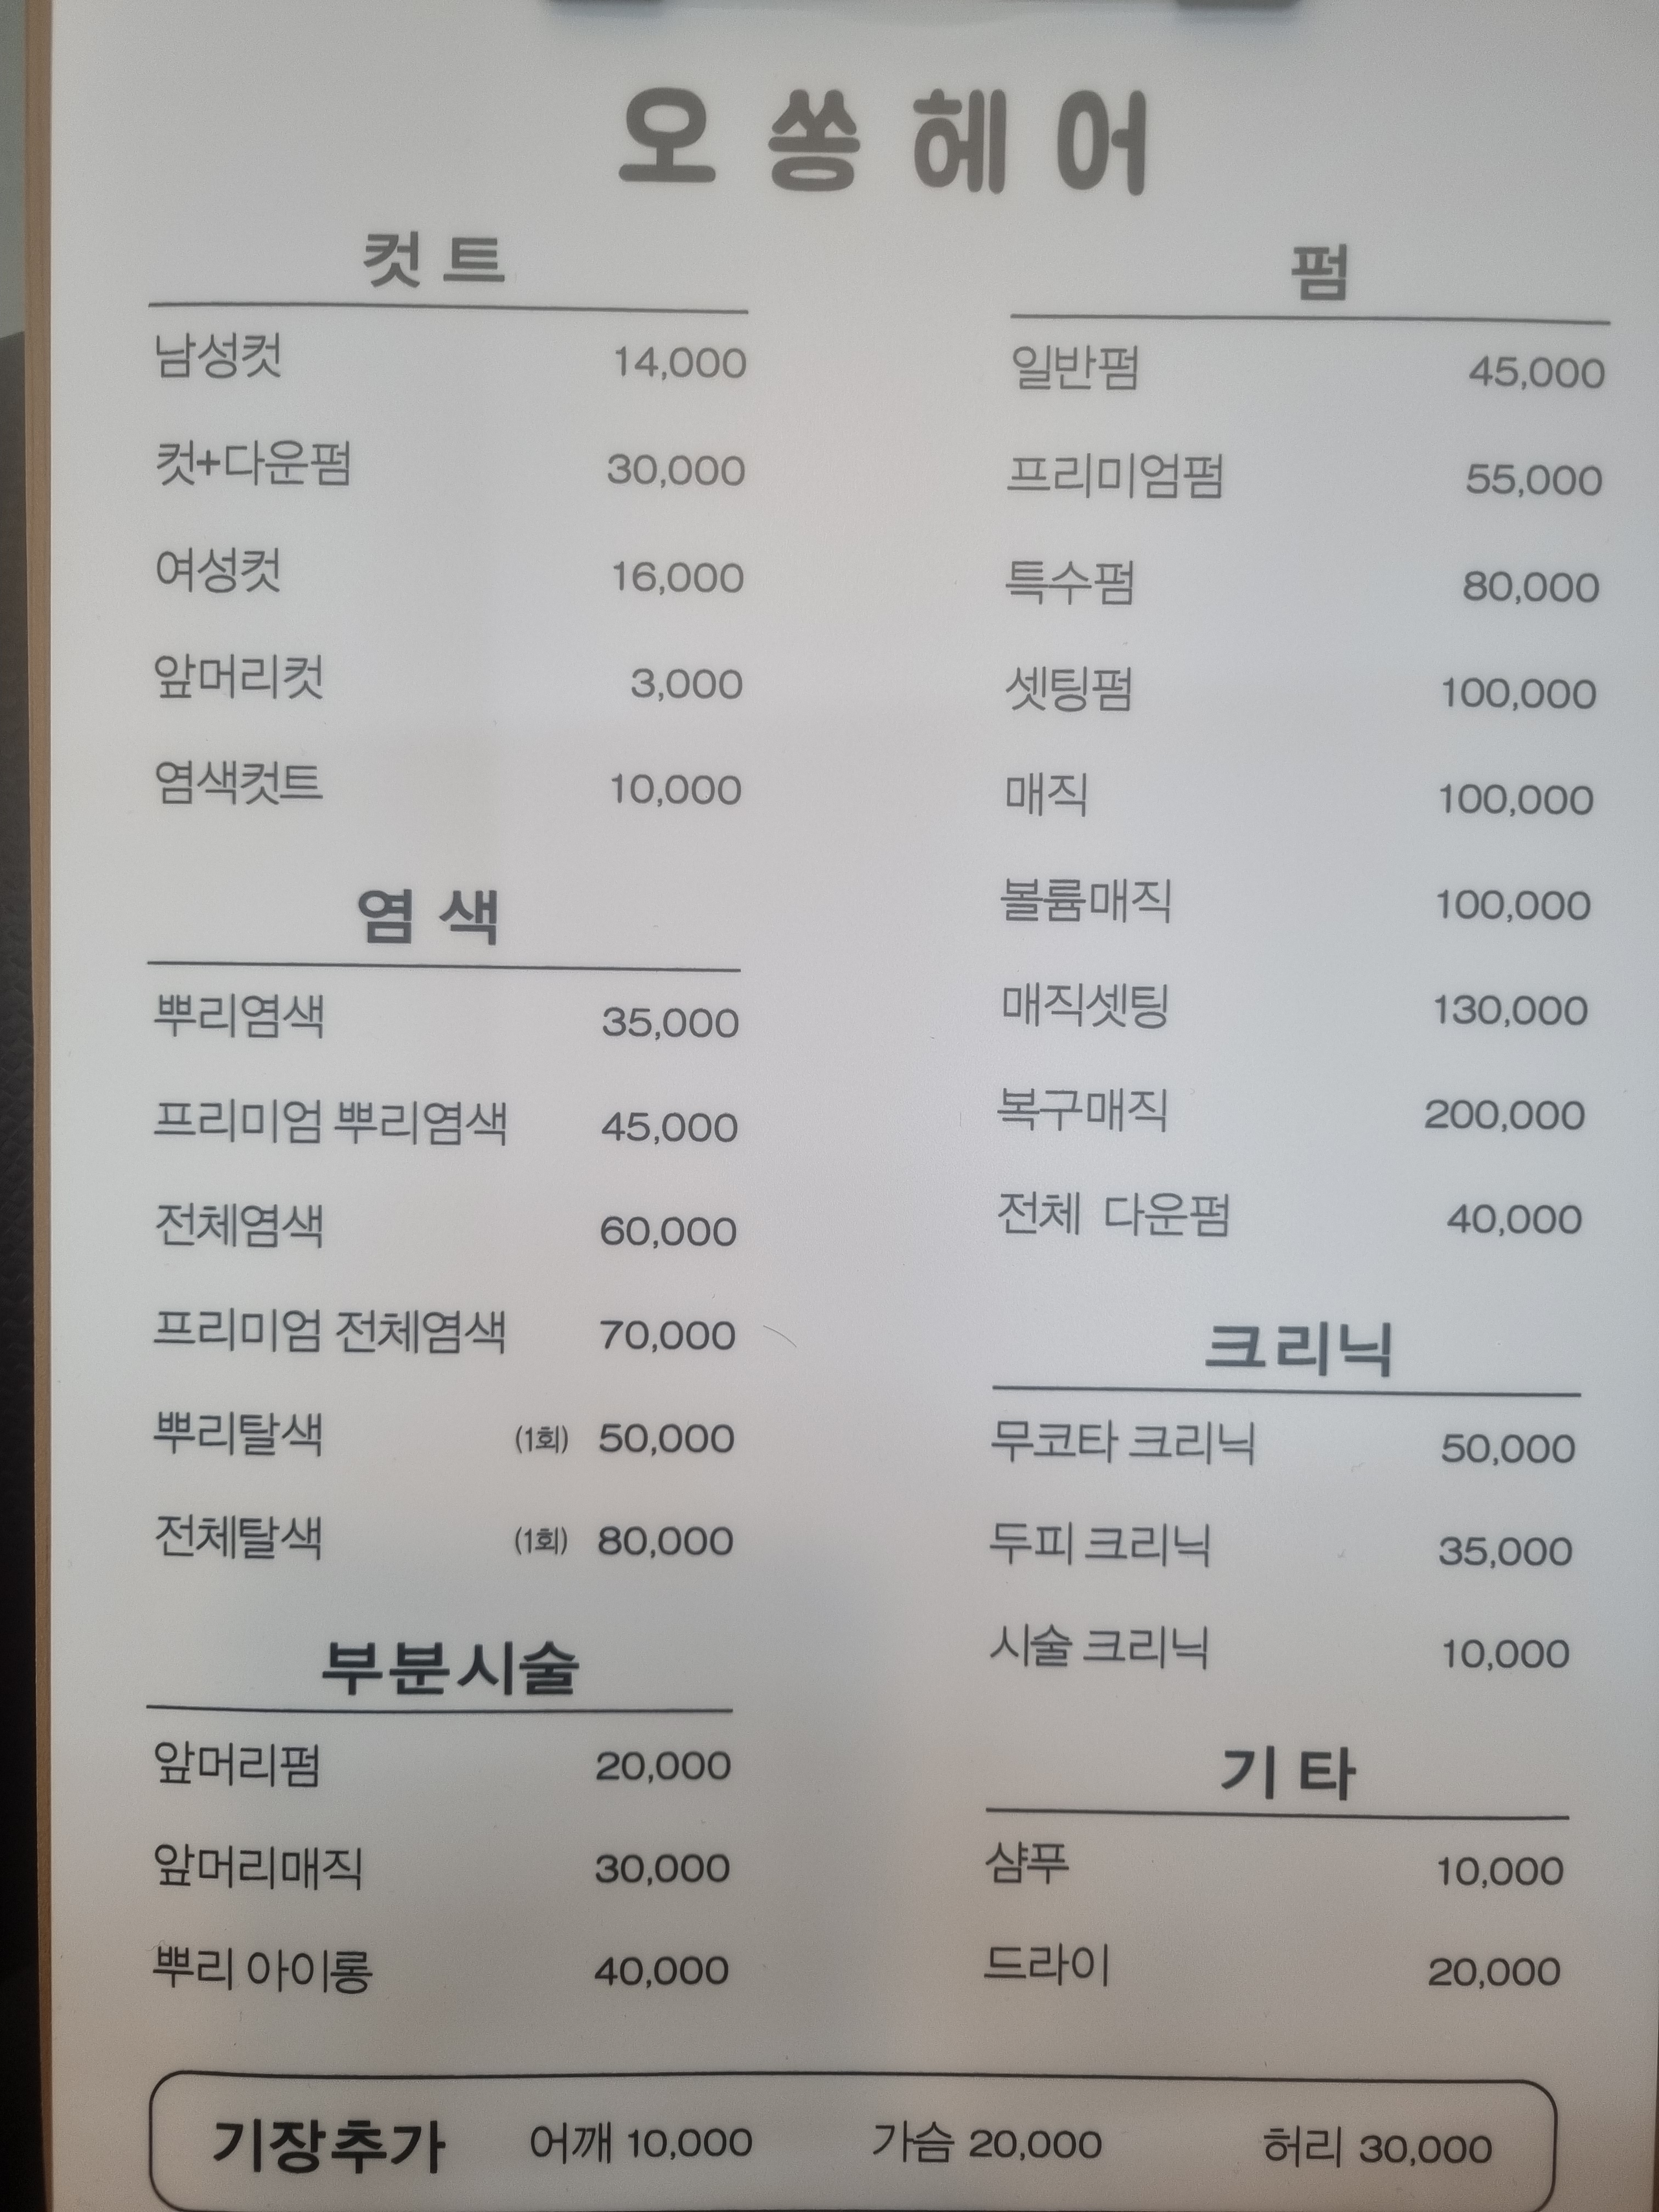 오쏭헤어
컷트
남성컷 14,000
컷+다운펌 30,000
여성컷 16,000
앞머리컷 3,000
염색컷트 10,000
염색
뿌리염색 35,000
프리미엄 뿌리염색 45,000
전체염색 60,000
프리미엄 전체염색 70,000
뿌리탈색 (1회) 50,000
전체탈색 (1회) 80,000
부분시술
앞머리펌 20,000
앞머리매직 30,000
뿌리 아이롱 40,000
펌
일반펌 45,000
프리미엄펌 55,000
특수펌 80,000
셋팅펌 100,000
매직 100,000
볼륨매직 100,000
매직셋팅 130,000
복구매직 200,000
전체 다운펌 40,000
크리닉
무코타 크리닉 50,000
두피 크리닉 35,000
시술 크리닉 10,000
기타
샴푸 10,000
드라이 20,000
기장추가 어깨 10,000 가슴 20,000 허리 30,000